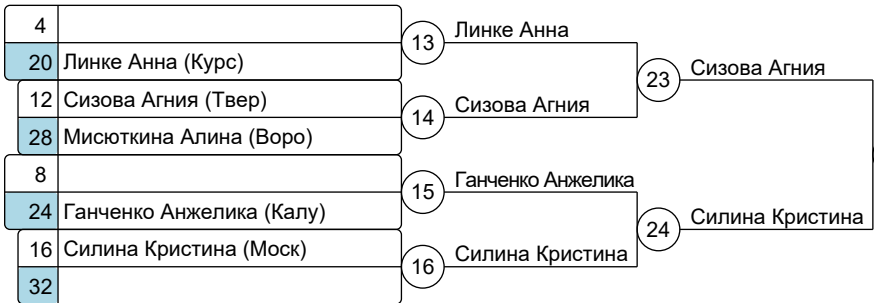 4
13 Линке Анна
20 Линке Анна (Курс)
23 Сизова Агния
12 Сизова Агния (Твер)
14 Сизова Агния
28 Мисюткина Алина (Воро)
8
15 Ганченко Анжелика
24 Ганченко Анжелика (Калу)
24 Силина Кристина
16 Силина Кристина (Моск)
16 Силина Кристина
32